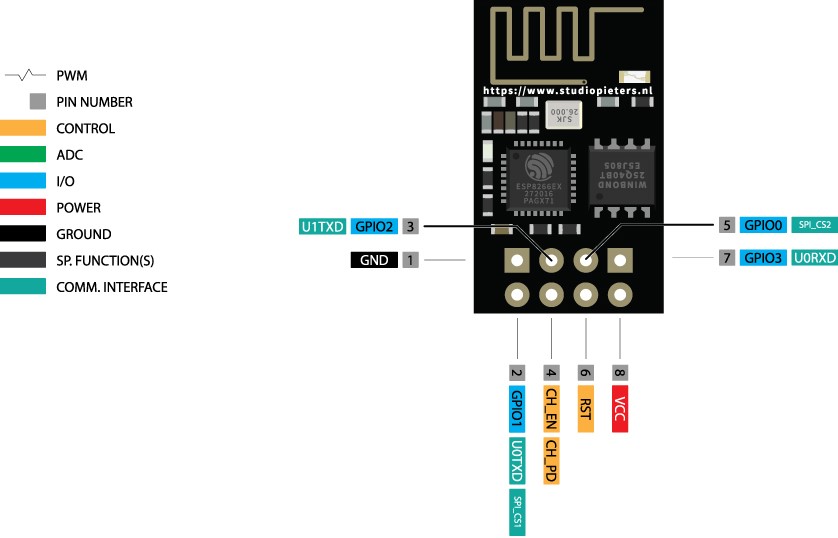 https://www.studiopieters.nl
PWM
PIN NUMBER
CONTROL
ADC
I/O
POWER
GROUND
SP. FUNCTION(S)
COMM. INTERFACE
SJK
26.000
ESP8266EX
272016
PAGXT1
WINBOND
25Q40BT
E5J805
U1TXD GPIO2 3
GND 1
5 GPIO0 SPI_CS2
7 GPIO3 U0RXD
2 GPIO1 U0TXD SPI_CS1
4 CH_EN CH_PD
6 RST
8 VCC